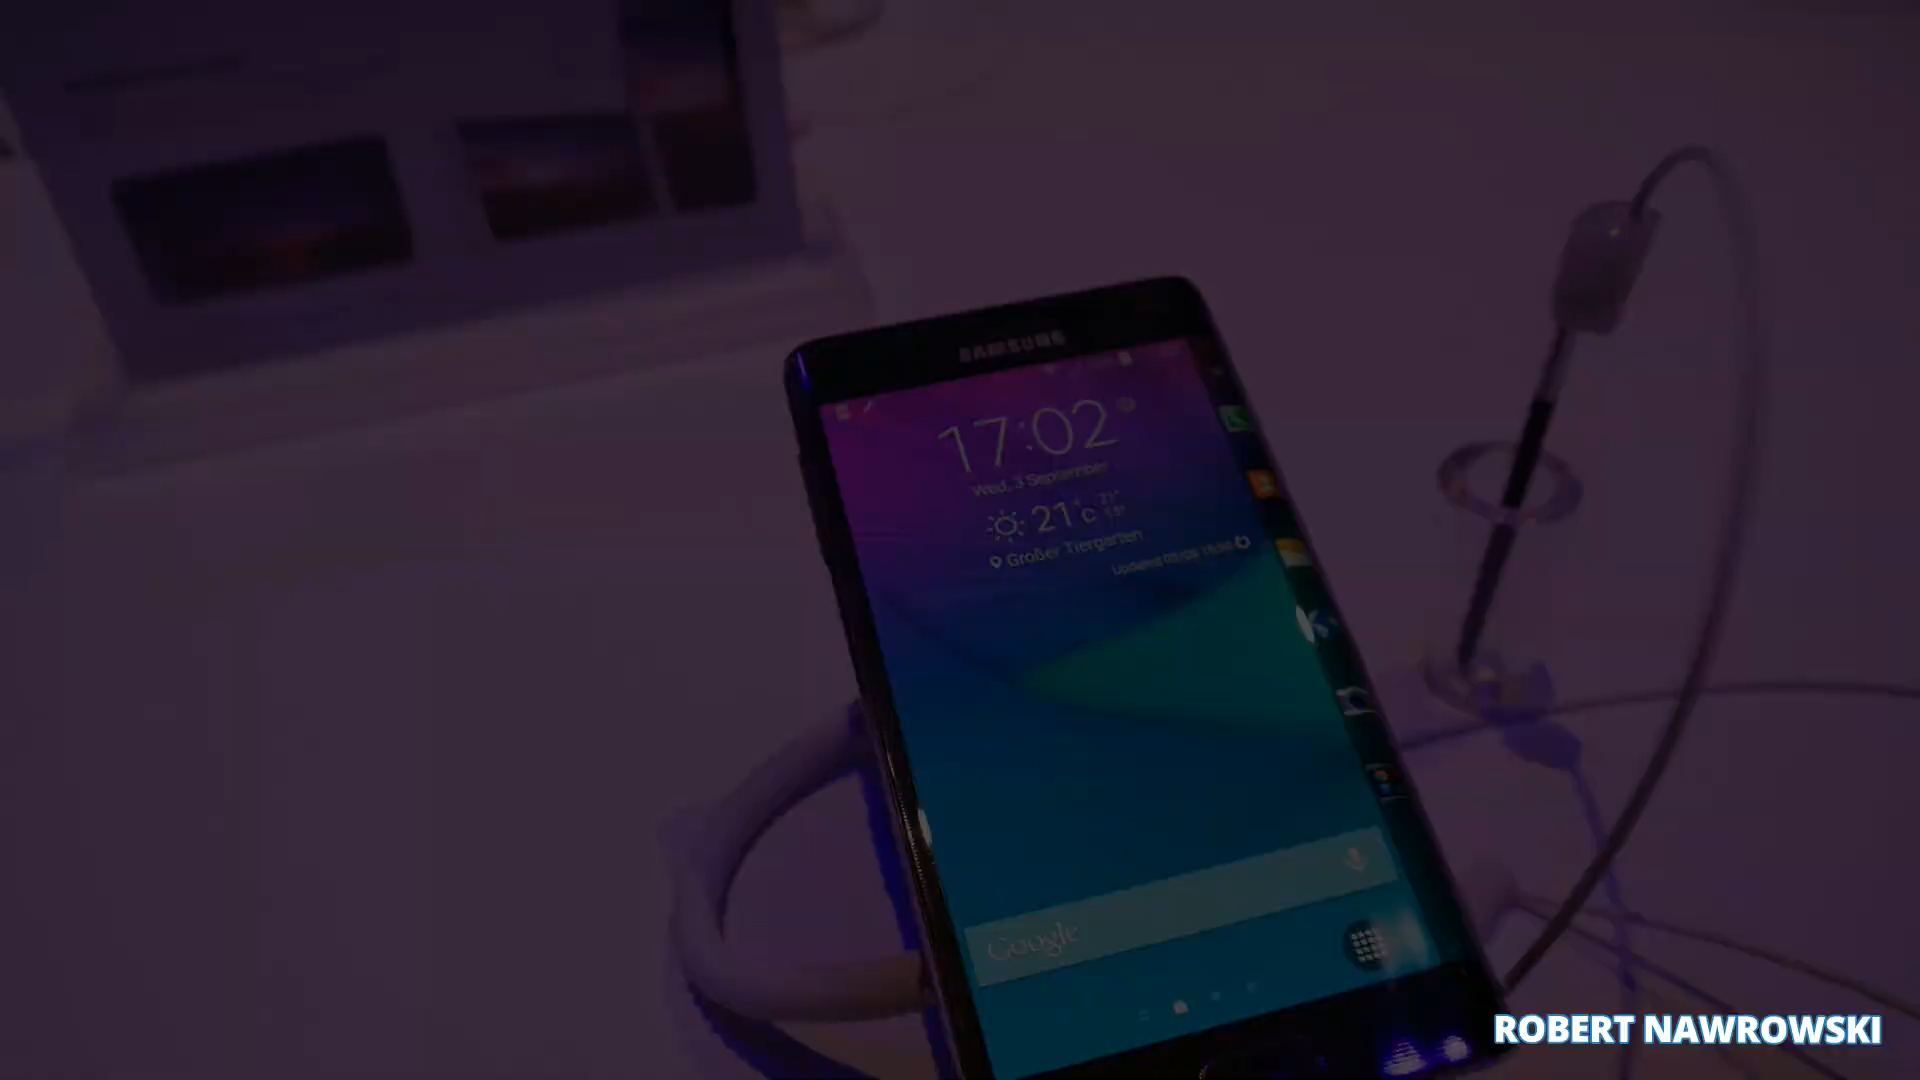 SAMSUNG
17:02
Wed, 3 September
21°c
Großer Tiergarten
Google
ROBERT NAWROWSKI